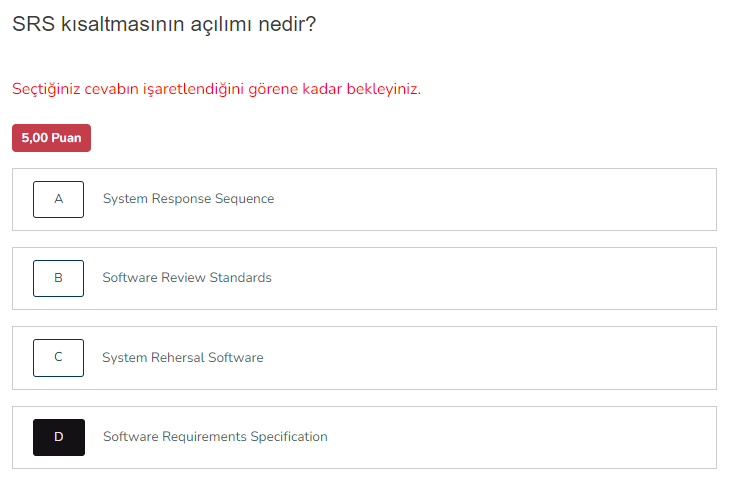 SRS kısaltmasının açılımı nedir?
Seçtiğiniz cevabın işaretlendiğini görene kadar bekleyiniz.
5,00 Puan
A System Response Sequence
B Software Review Standards
C System Rehersal Software
D Software Requirements Specification